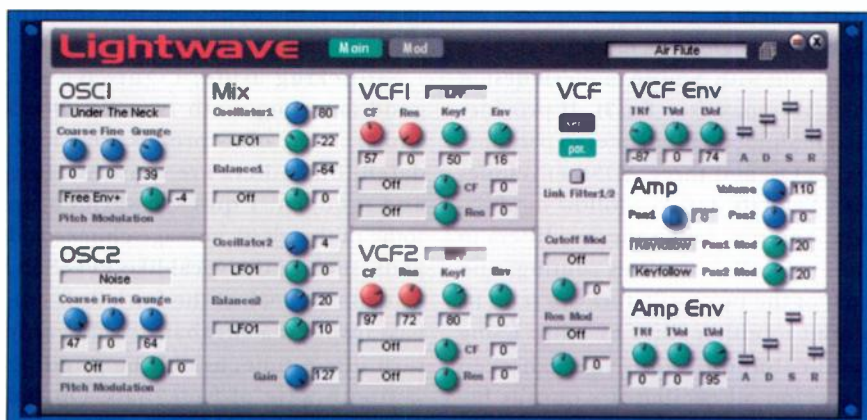 Lightwave Main Mod Air Flute
OSC1
Under The Neck
Coarse Fine Grunge
0 0 39
Free Env+ -4
Pitch Modulation
OSC2
Noise
Coarse Fine Grunge
47 0 64
Off 0
Pitch Modulation
Mix
Oscillator1 80
LFO1 -22
Balance1 -64
Off 0
Oscillator2 4
LFO1 0
Balance2 20
LFO1 10
Gain 127
VCF1
CF Res Keyf Env
57 0 50 16
Off CF 0
Off Res 0
VCF2
CF Res Keyf Env
97 72 80 0
Off CF 0
Off Res 0
VCF
par.
Link Filter1/2
Cutoff Mod
Off
0
Res Mod
Off
0
VCF Env
TKf TVel LVel
-87 0 74 A D S R
Amp Volume 110
Pan1 0 Pan2 0
Keyfollow Pan1 Mod 20
Keyfollow Pan2 Mod 20
Amp Env
TKf TVel LVel
0 0 95 A D S R